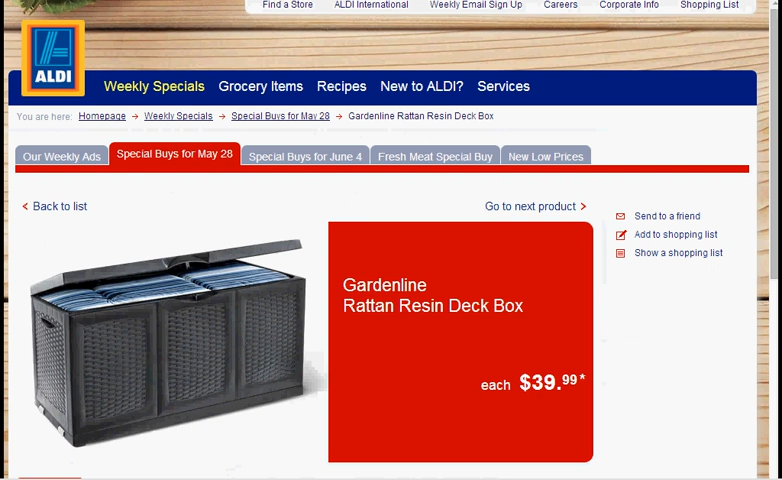 Find a Store ALDI International Weekly Email Sign Up Careers Corporate Info Shopping List
ALDI
Weekly Specials Grocery Items Recipes New to ALDI? Services
You are here: Homepage → Weekly Specials → Special Buys for May 28 → Gardenline Rattan Resin Deck Box
Our Weekly Ads Special Buys for May 28 Special Buys for June 4 Fresh Meat Special Buy New Low Prices
< Back to list Go to next product >
Send to a friend
Add to shopping list
Show a shopping list
Gardenline
Rattan Resin Deck Box
each $39.99*